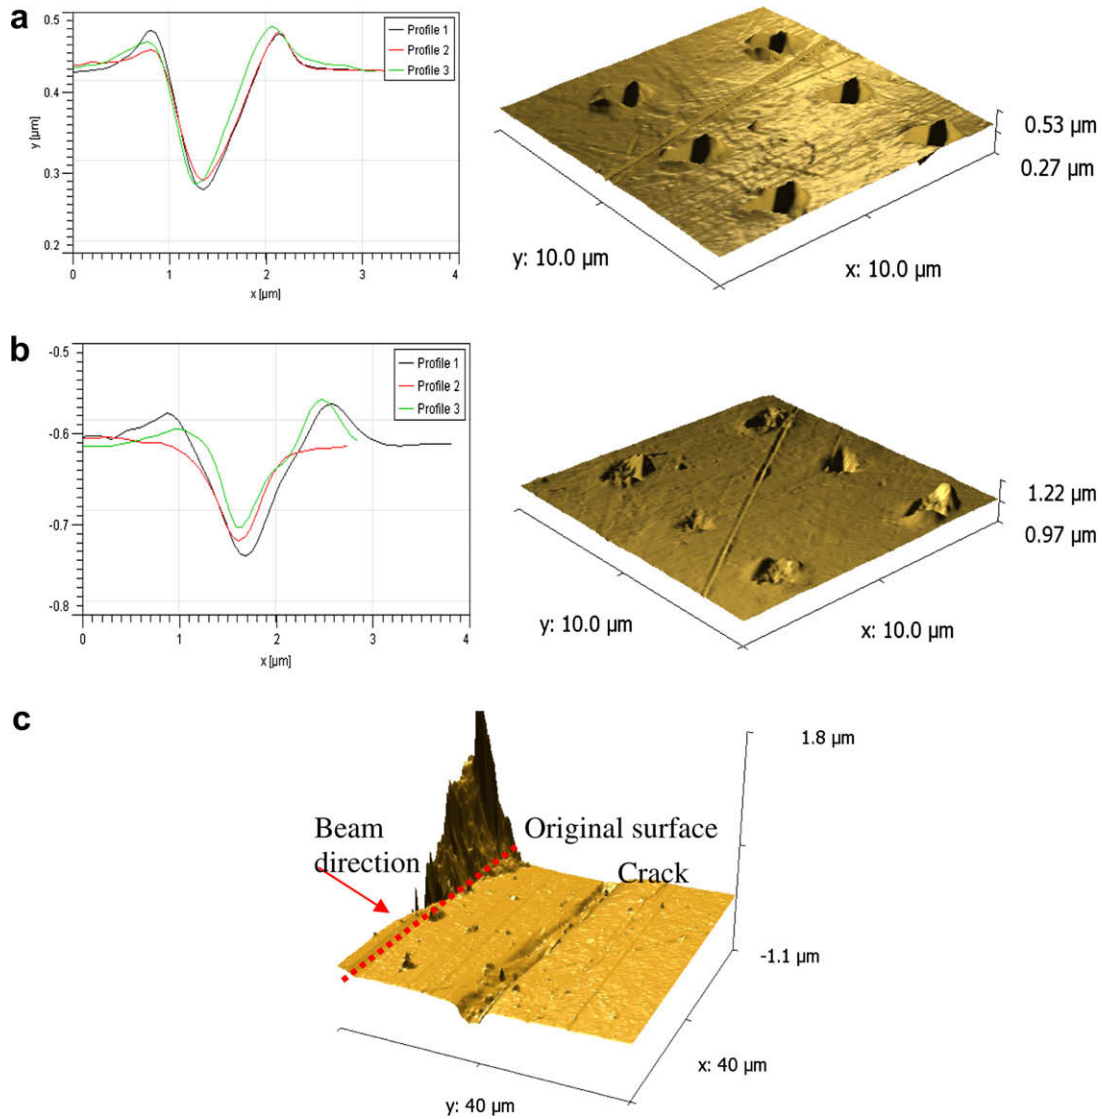 a
0.5
0.4
0.3
0.2
y [µm]
0
1
2
3
4
x [µm]
Profile 1
Profile 2
Profile 3
0.53 µm
0.27 µm
y: 10.0 µm
x: 10.0 µm
b
-0.5
-0.6
-0.7
-0.8
0
1
2
3
4
x [µm]
Profile 1
Profile 2
Profile 3
1.22 µm
0.97 µm
y: 10.0 µm
x: 10.0 µm
c
1.8 µm
Beam
direction
Original surface
Crack
-1.1 µm
x: 40 µm
y: 40 µm